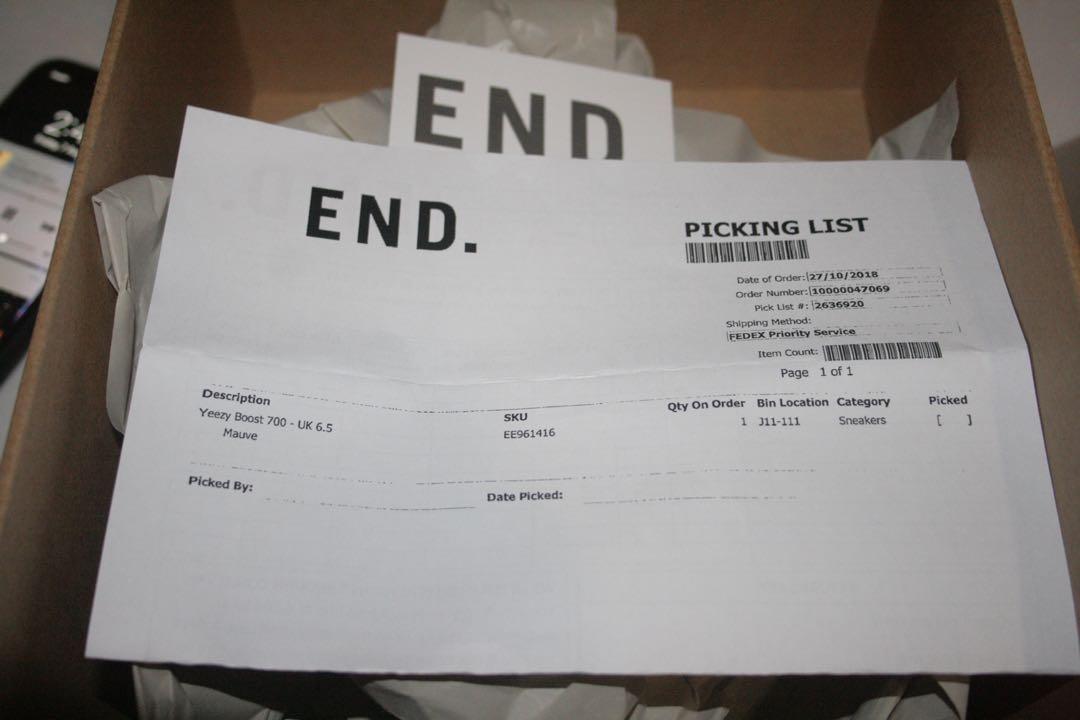 END
END.
PICKING LIST
Date of Order: 27/10/2018
Order Number: 10000047069
Pick List #: 2636920
Shipping Method:
FEDEX Priority Service
Item Count:
Page 1 of 1
Description SKU Qty On Order Bin Location Category Picked
Yeezy Boost 700 - UK 6.5 EE961416 1 J11-111 Sneakers [ ]
Mauve
Picked By: Date Picked: